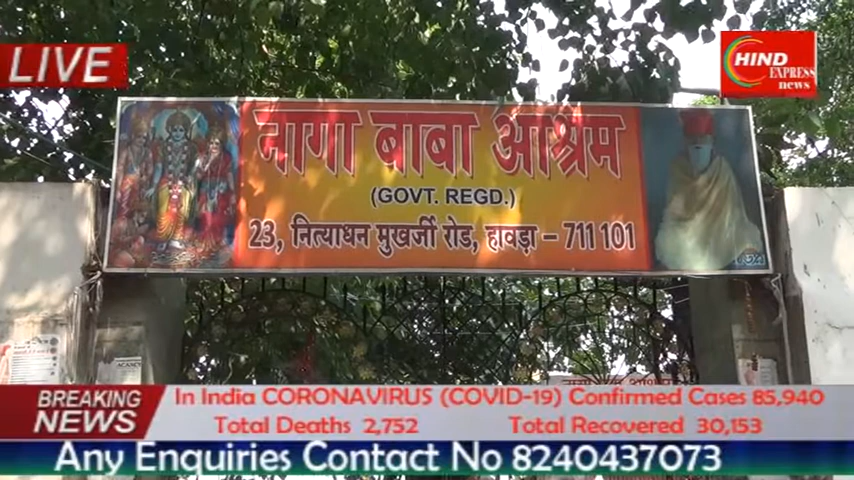 LIVE
HIND
EXPRESS
news
नागा बाबा आश्रम
(GOVT. REGD.)
23, नित्याधन मुखर्जी रोड, हावड़ा – 711 101
VACANC
BREAKING
NEWS
In India CORONAVIRUS (COVID-19) Confirmed Cases 85,940
Total Deaths 2,752
Total Recovered 30,153
Any Enquiries Contact No 8240437073
HIND